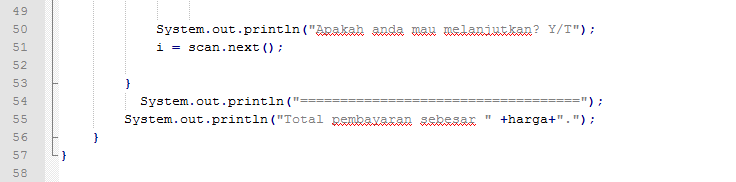 49
50 System.out.println("Apakah anda mau melanjutkan? Y/T");
51 i = scan.next();
52
53 }
54 System.out.println("===================================");
55 System.out.println("Total pembayaran sebesar " +harga+".");
56 }
57 }
58